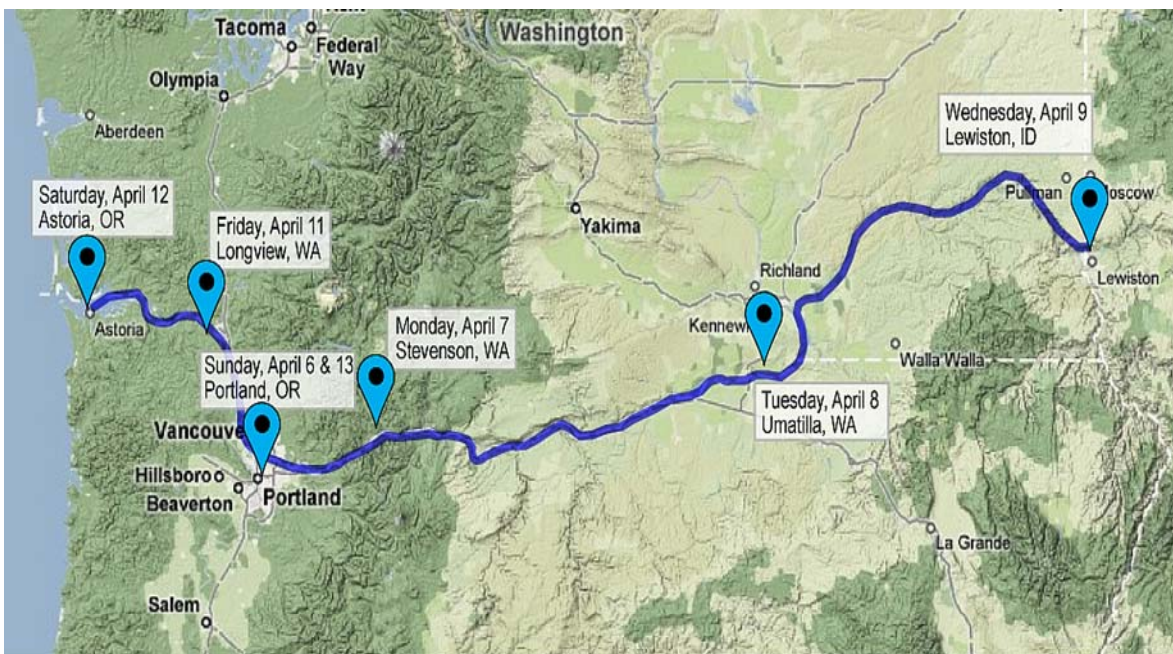 Tacoma
Federal
Way
Washington
Olympia
Aberdeen
Wednesday, April 9
Lewiston, ID
Saturday, April 12
Astoria, OR
Friday, April 11
Longview, WA
Yakima
Richland
Lewiston
Astoria
Monday, April 7
Stevenson, WA
Walla Walla
Sunday, April 6 & 13
Portland, OR
Tuesday, April 8
Umatilla, WA
Vancouve
Hillsboro
Beaverton
Portland
La Grande
Salem